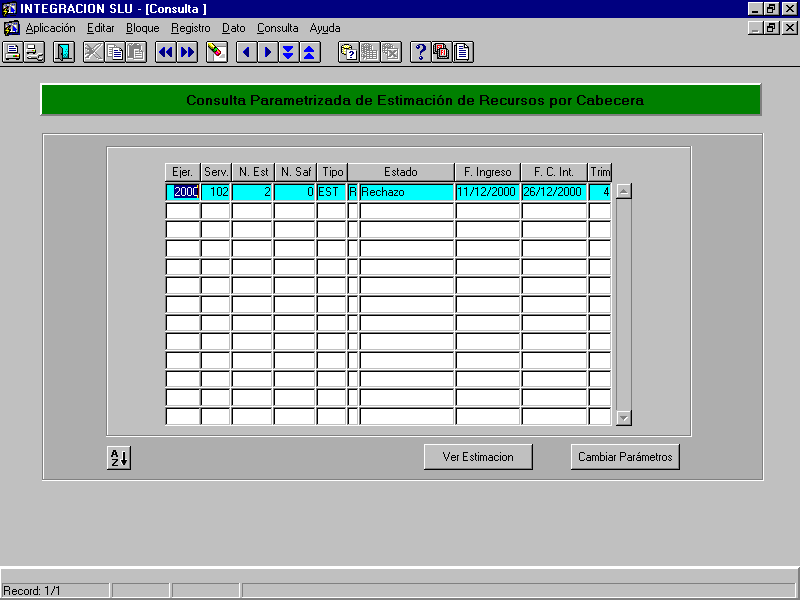 INTEGRACION SLU - [Consulta ]
Aplicación Editar Bloque Registro Dato Consulta Ayuda
Consulta Parametrizada de Estimación de Recursos por Cabecera
Ejer. Serv. N. Est N. Saf Tipo Estado F. Ingreso F. C. Int. Trim
2000 102 2 0 EST R Rechazo 11/12/2000 26/12/2000 4
A Z Ver Estimacion Cambiar Parámetros
Record: 1/1